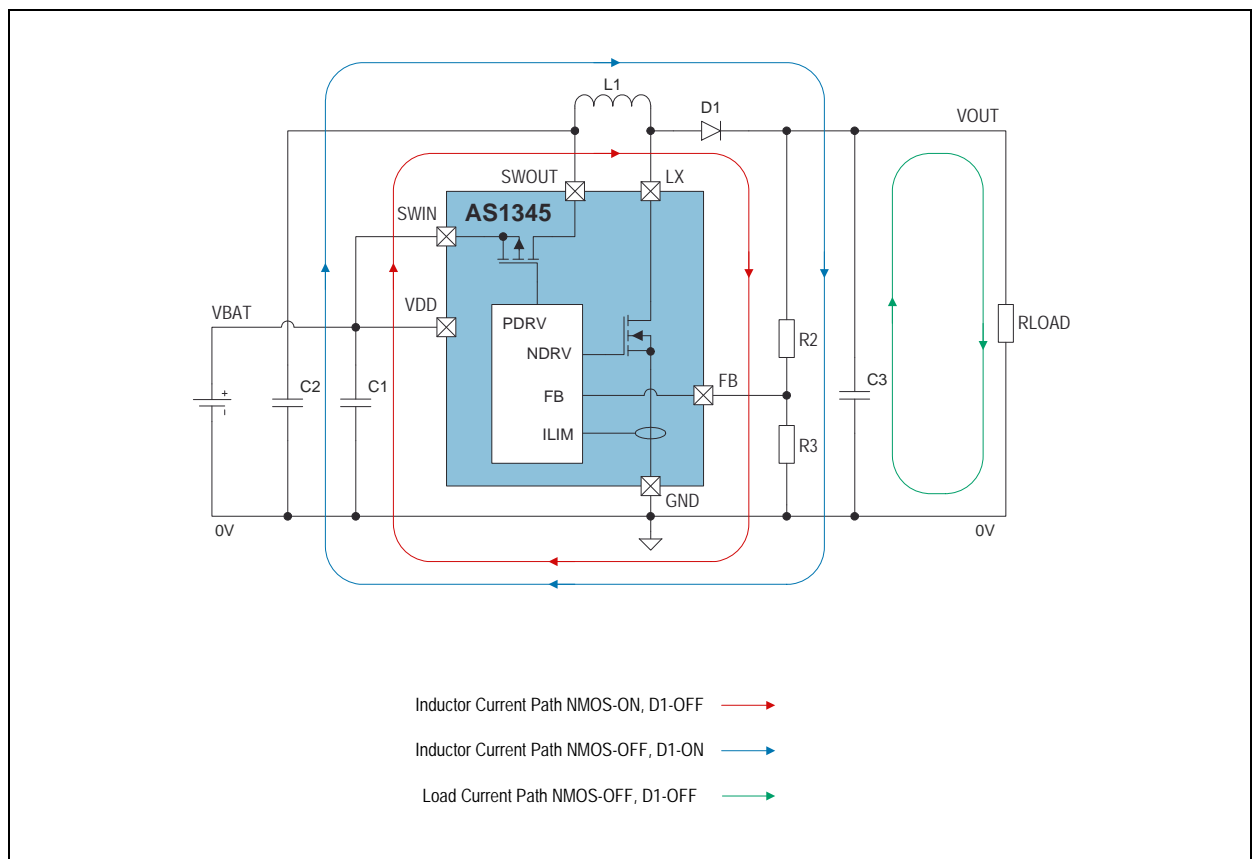 L1
D1
VOUT
SWOUT
LX
SWIN
AS1345
VDD
VBAT
PDRV
NDRV
R2
RLOAD
C2
C1
FB
FB
C3
+
-
ILIM
R3
GND
0V
0V
Inductor Current Path NMOS-ON, D1-OFF
Inductor Current Path NMOS-OFF, D1-ON
Load Current Path NMOS-OFF, D1-OFF